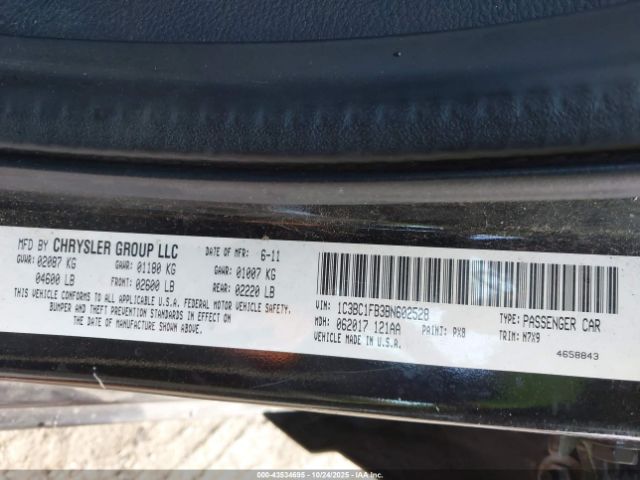 MFD BY CHRYSLER GROUP LLC DATE OF MFR: 6-11
GVWR: 02087 KG GAWR: 01180 KG GAWR: 01007 KG
04600 LB FRONT: 02600 LB REAR: 02220 LB
THIS VEHICLE CONFORMS TO ALL APPLICABLE U.S.A. FEDERAL MOTOR VEHICLE SAFETY,
BUMPER AND THEFT PREVENTION STANDARDS IN EFFECT ON
THE DATE OF MANUFACTURE SHOWN ABOVE.
VIN: 1C3BC1FB3BN602528 TYPE: PASSENGER CAR
MDH: 062017 121AA PAINT: PX8 TRIM: N7X9
VEHICLE MADE IN U.S.A. 4658843
000-43534695 - 10/24/2025 - IAAI.com